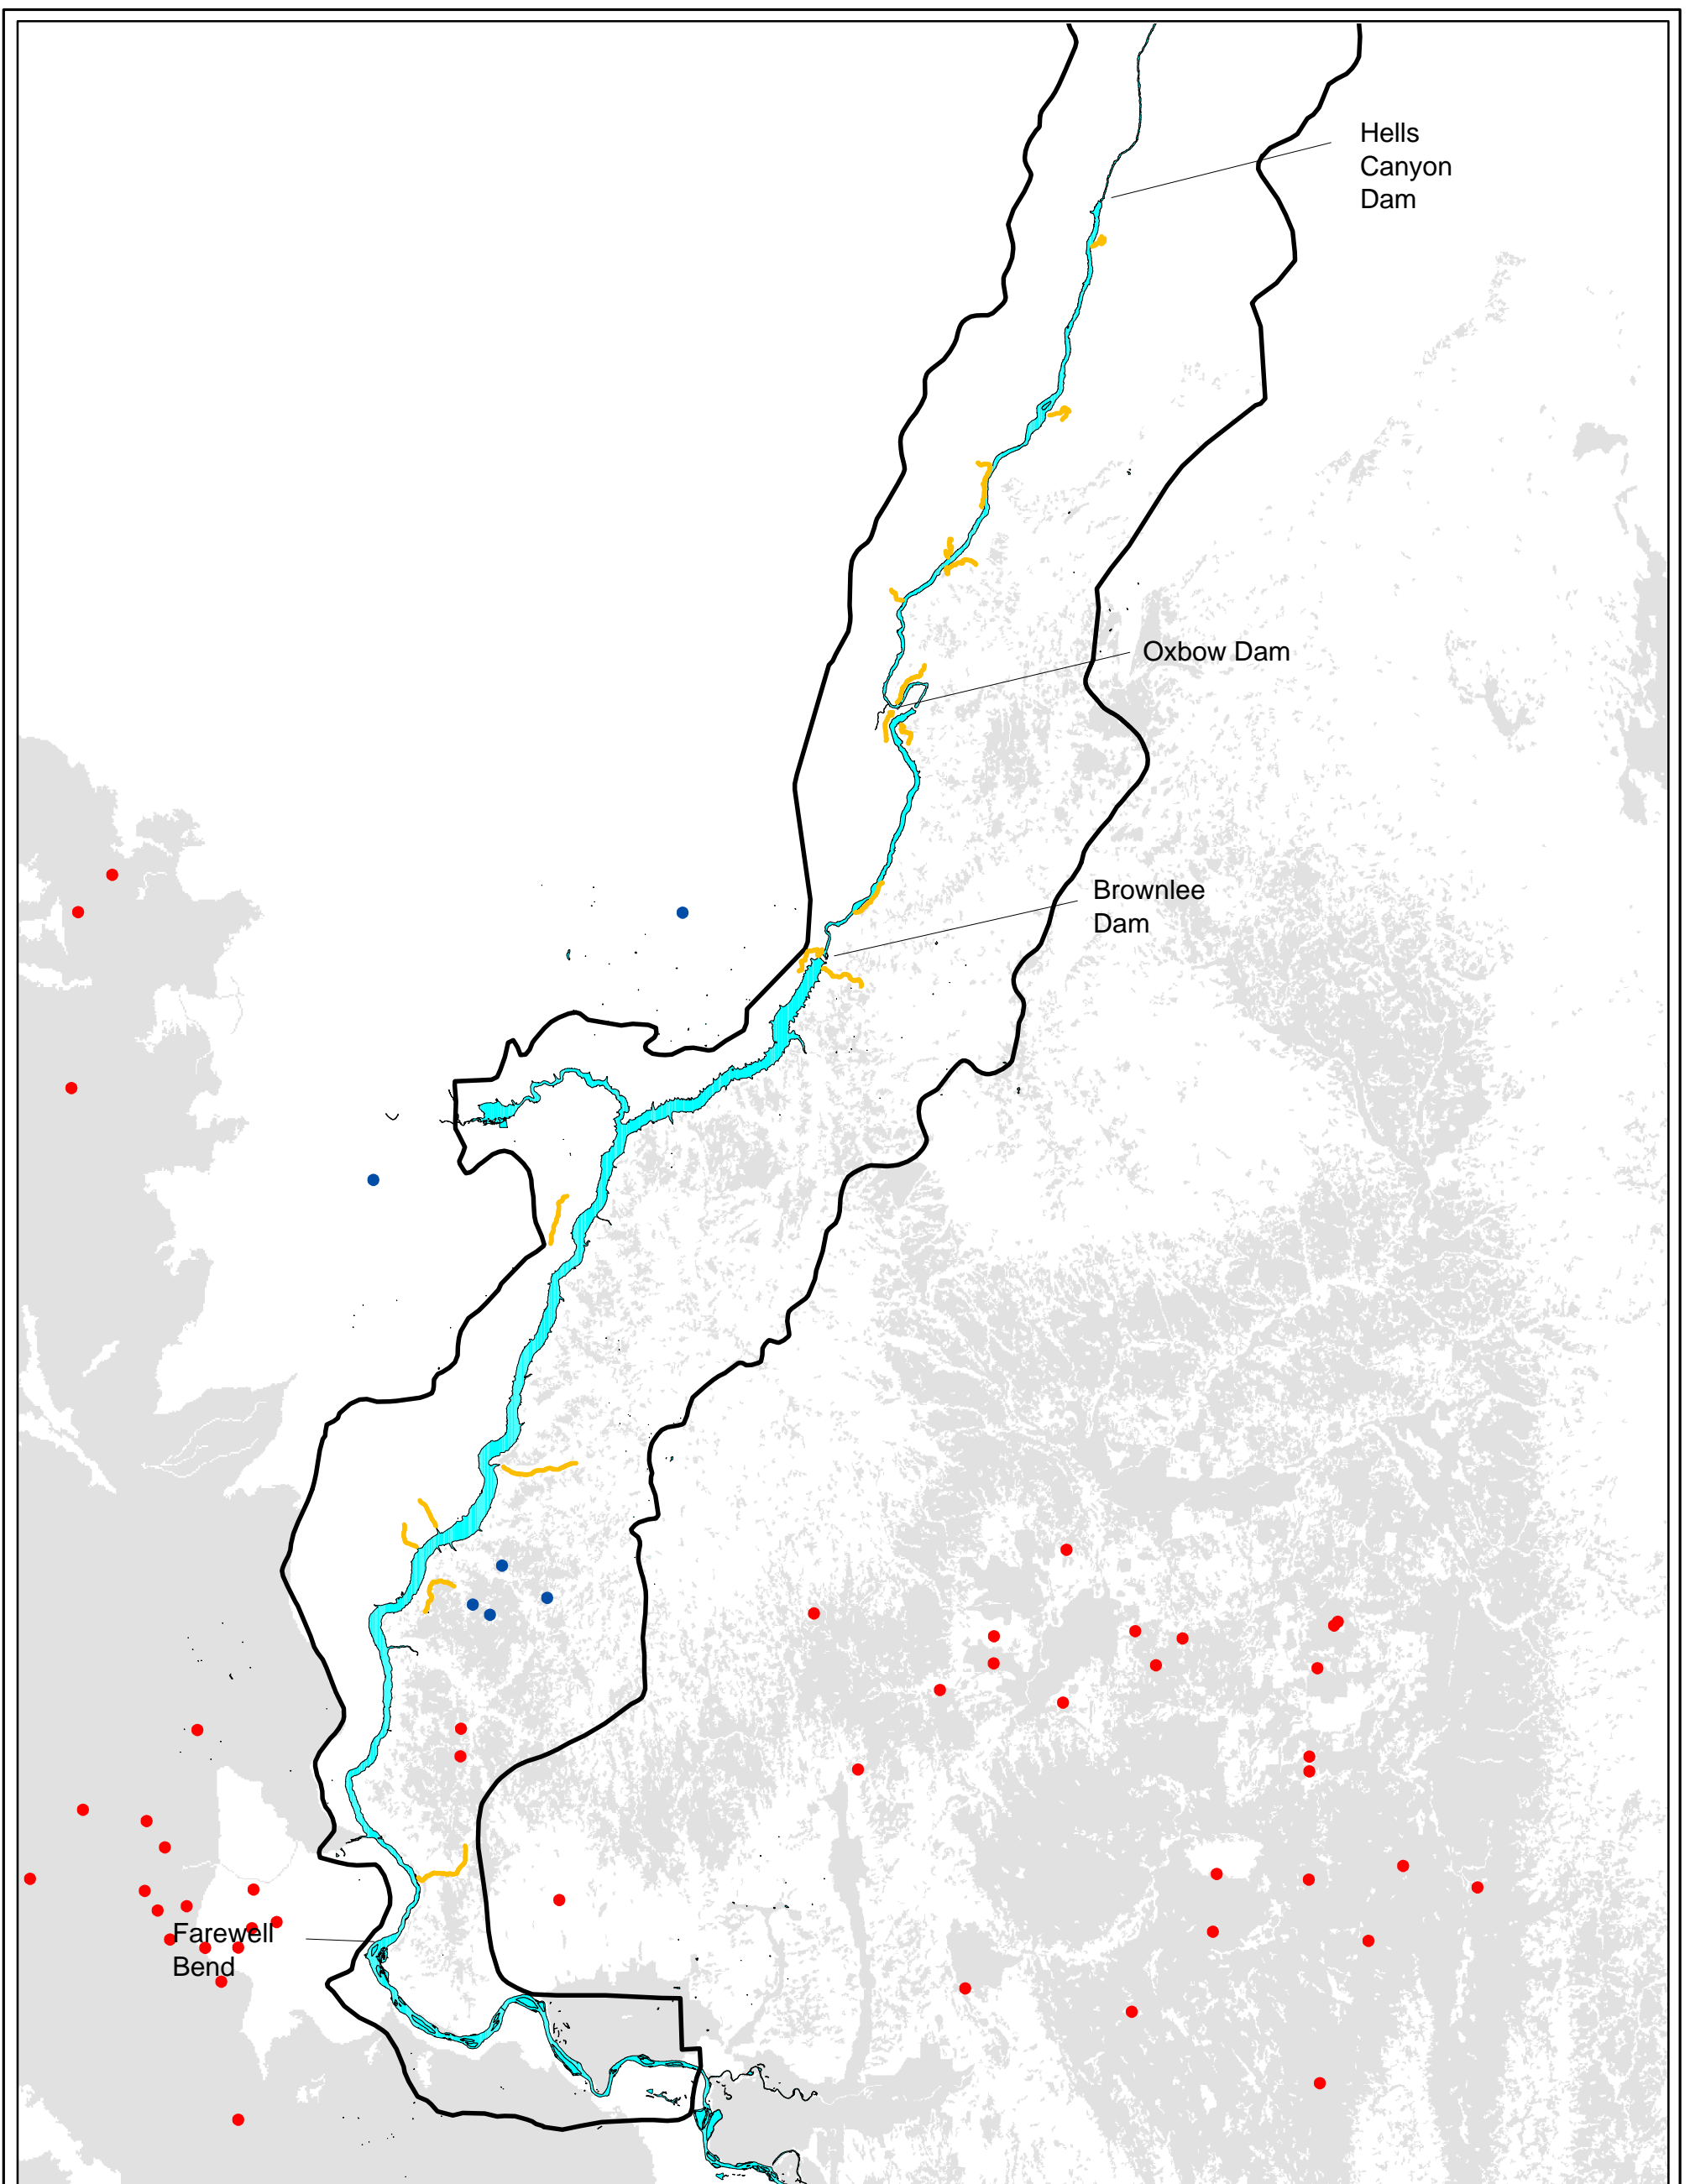 Hells
Canyon
Dam
Oxbow Dam
Brownlee
Dam
Farewell
Bend